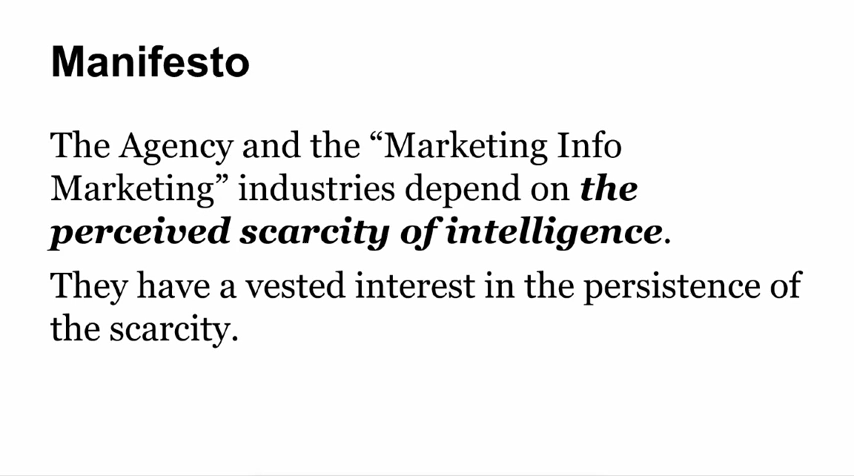 Manifesto
The Agency and the “Marketing Info
Marketing” industries depend on the
perceived scarcity of intelligence.
They have a vested interest in the persistence of
the scarcity.